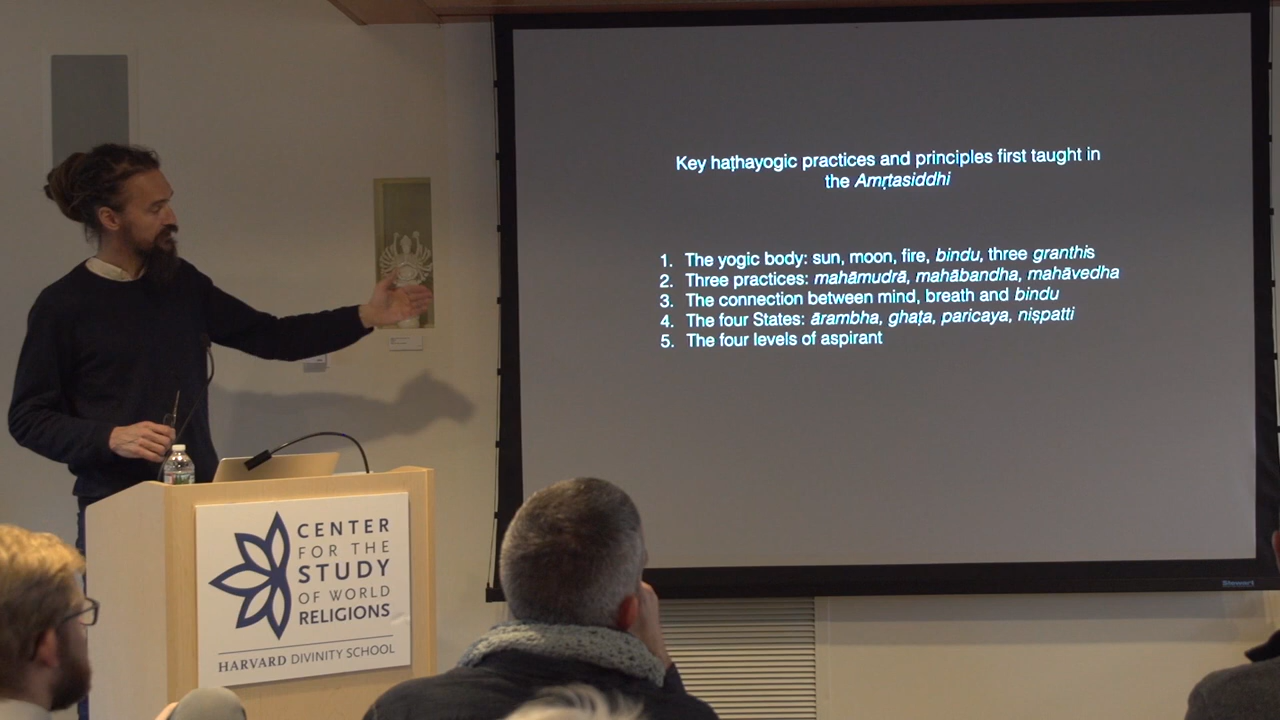 Key haṭhayogic practices and principles first taught in
the Amṛtasiddhi
1. The yogic body: sun, moon, fire, bindu, three granthis
2. Three practices: mahāmudrā, mahābandha, mahāvedha
3. The connection between mind, breath and bindu
4. The four States: ārambha, ghaṭa, paricaya, niṣpatti
5. The four levels of aspirant
Stewart
CENTER
FOR THE
STUDY
OF WORLD
RELIGIONS
HARVARD DIVINITY SCHOOL